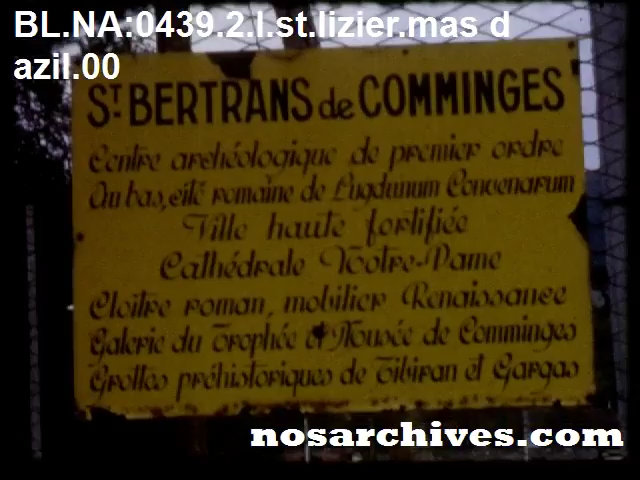 BL.NA:0439.2.l.st.lizier.mas d
azil.00
ST BERTRANS de COMMINGES
Centre archéologique de premier ordre
Au bas, cité romaine de Lugdunum Convenarum
Ville haute fortifiée
Cathédrale Notre-Dame
Cloître roman, mobilier Renaissance
Galerie du Trophée et Musée de Comminges
Grottes préhistoriques de Tibiran et Gargas
nosarchives.com